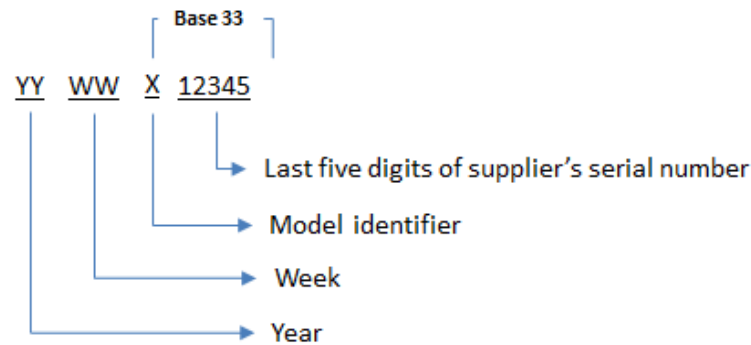 Base 33
YY WW X 12345
Last five digits of supplier's serial number
Model identifier
Week
Year